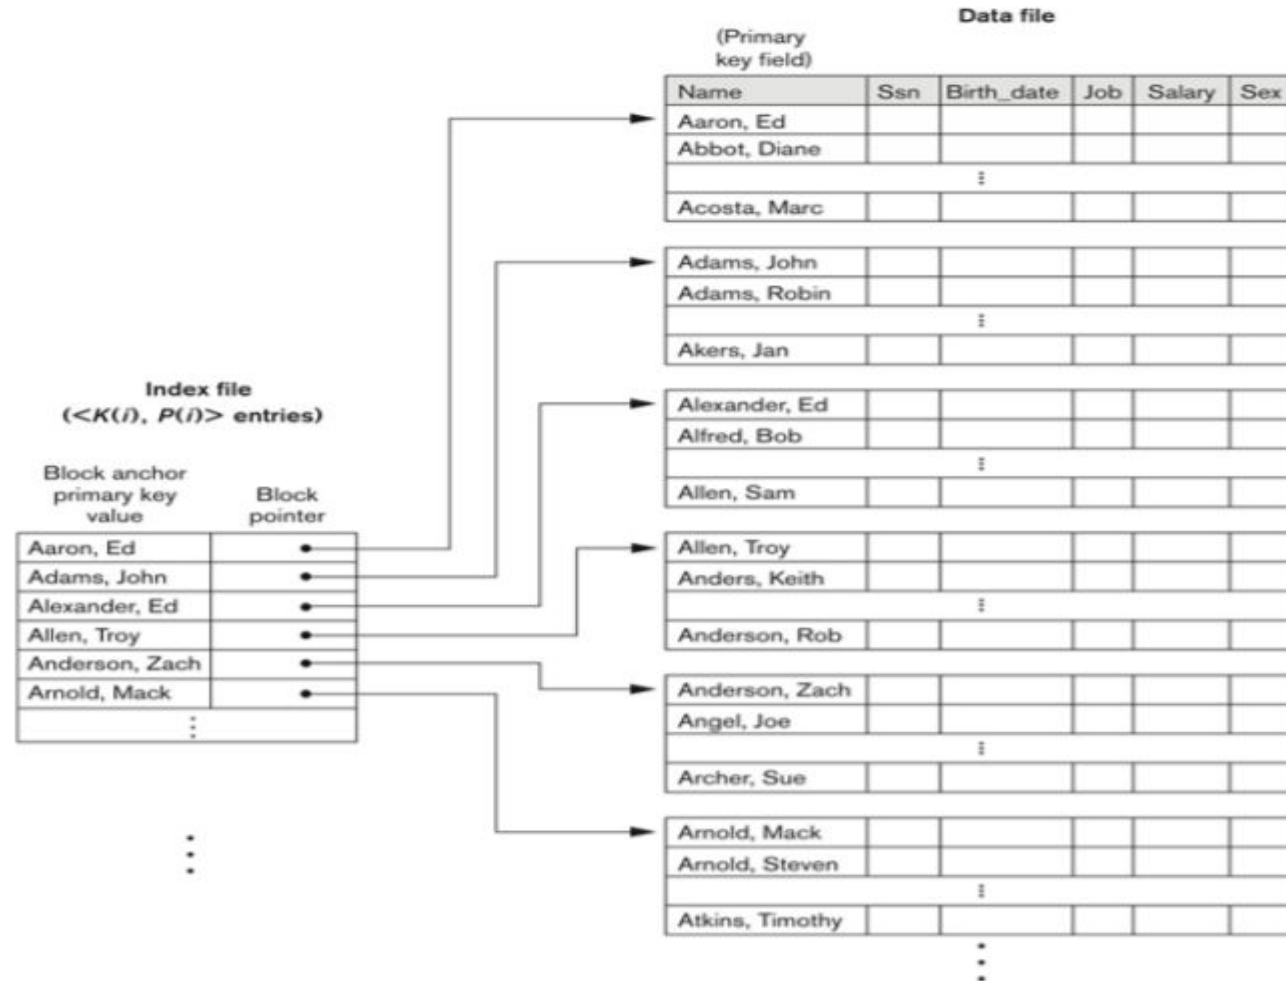 Data file
(Primary
key field)
Name Ssn Birth_date Job Salary Sex
Aaron, Ed
Abbot, Diane
Acosta, Marc
Adams, John
Adams, Robin
Akers, Jan
Alexander, Ed
Alfred, Bob
Allen, Sam
Allen, Troy
Anders, Keith
Anderson, Rob
Anderson, Zach
Angel, Joe
Archer, Sue
Arnold, Mack
Arnold, Steven
Atkins, Timothy
Index file
(<K(i), P(i)> entries)
Block anchor
primary key
value
Block
pointer
Aaron, Ed
Adams, John
Alexander, Ed
Allen, Troy
Anderson, Zach
Arnold, Mack